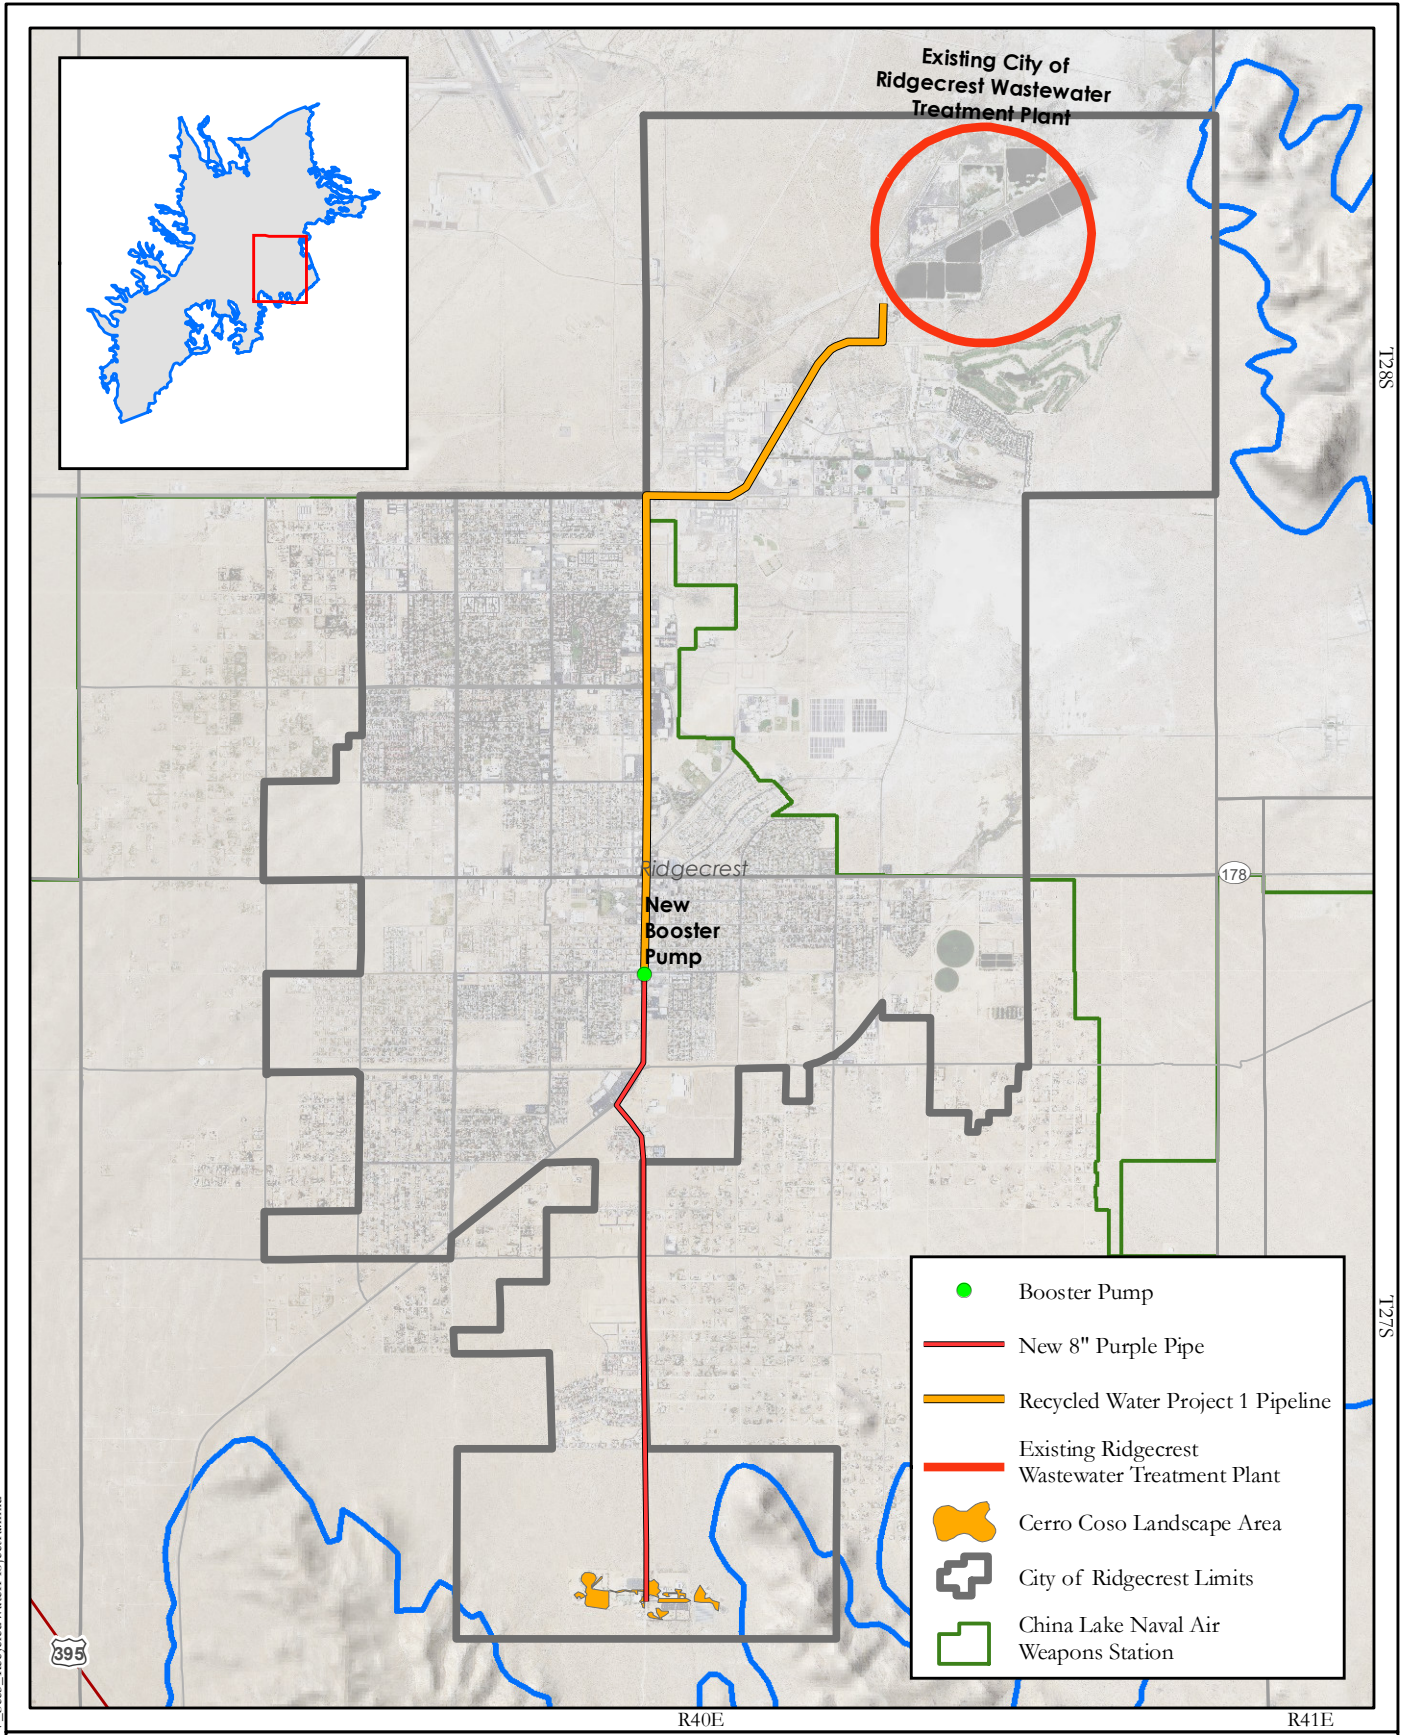 Existing City of
Ridgecrest Wastewater
Treatment Plant
T28S
Ridgecrest
178
New
Booster
Pump
Booster Pump
New 8" Purple Pipe
Recycled Water Project 1 Pipeline
Existing Ridgecrest
Wastewater Treatment Plant
Cerro Coso Landscape Area
City of Ridgecrest Limits
China Lake Naval Air
Weapons Station
T27S
395
R40E
R41E